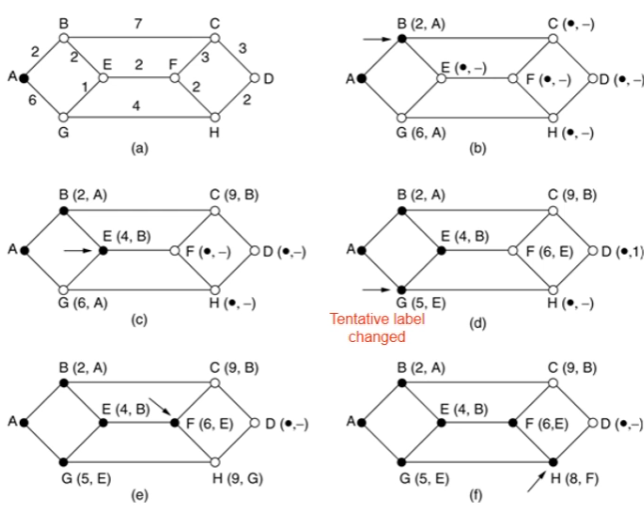 B 7 C
2 2 3 3
A E 2 F D
6 1 2 2
4
G H
(a)
B (2, A) C (•, –)
A E (•, –) F (•, –) D (•, –)
G (6, A) H (•, –)
(b)
B (2, A) C (9, B)
E (4, B)
A F (•, –) D (•,–)
G (6, A) H (•, –)
(c)
B (2, A) C (9, B)
E (4, B)
A F (6, E) D (•,1)
G (5, E) H (•, –)
Tentative label
changed
(d)
B (2, A) C (9, B)
E (4, B)
A F (6, E) D (•,–)
G (5, E) H (9, G)
(e)
B (2, A) C (9, B)
E (4, B)
A F (6,E) D (•,–)
G (5, E) H (8, F)
(f)